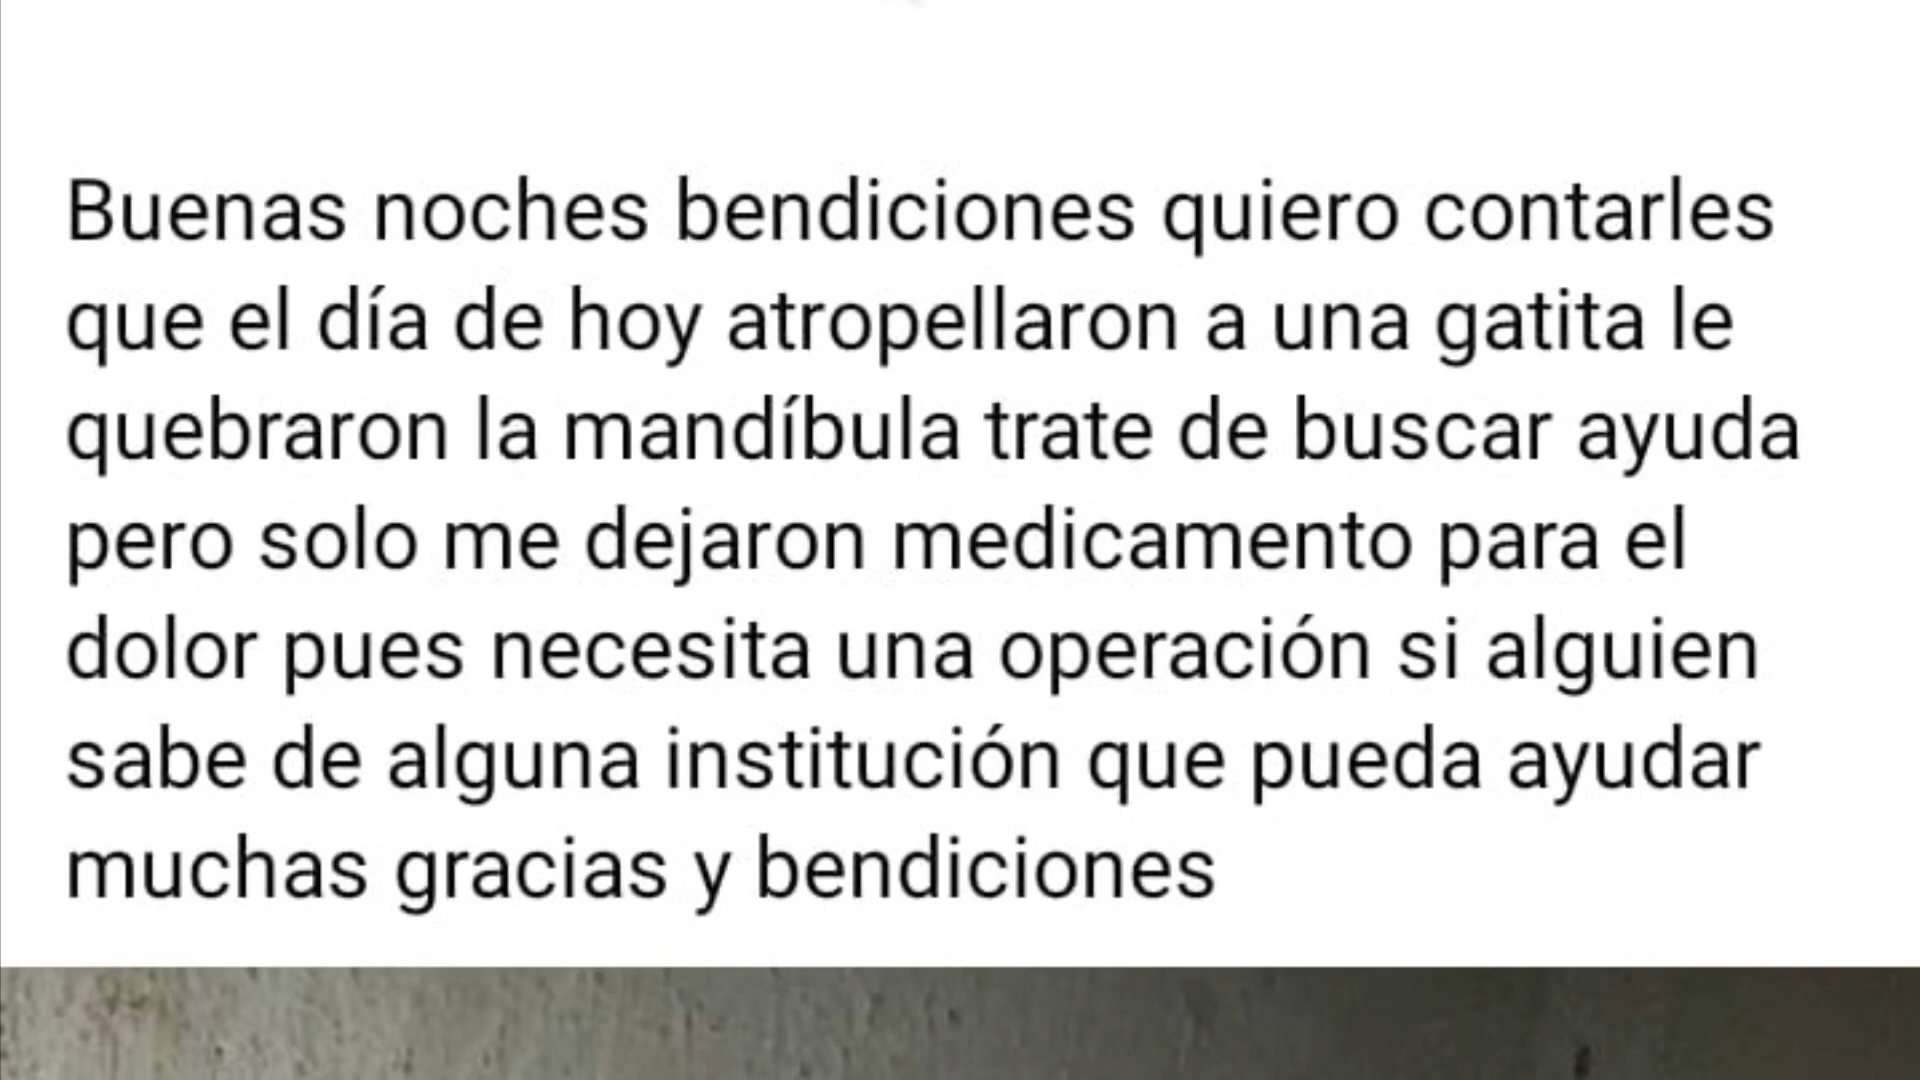 Buenas noches bendiciones quiero contarles
que el día de hoy atropellaron a una gatita le
quebraron la mandíbula trate de buscar ayuda
pero solo me dejaron medicamento para el
dolor pues necesita una operación si alguien
sabe de alguna institución que pueda ayudar
muchas gracias y bendiciones